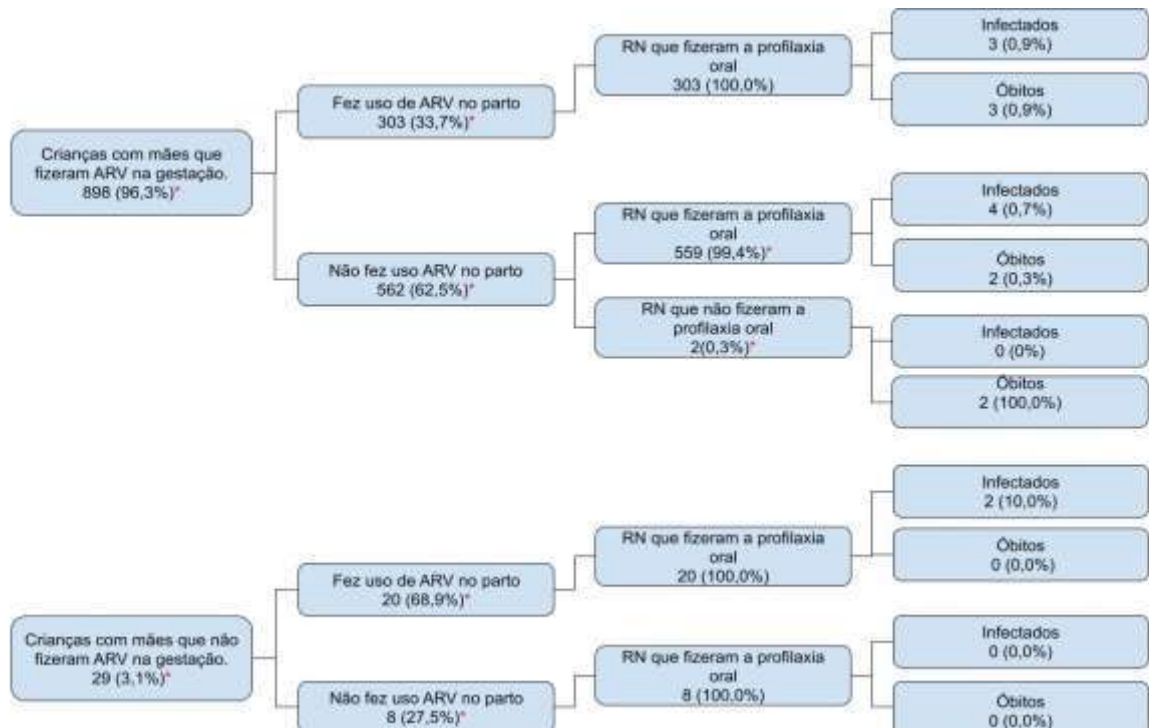 Crianças com mães que
fizeram ARV na gestação.
898 (96,3%)*
Fez uso de ARV no parto
303 (33,7%)*
RN que fizeram a profilaxia
oral
303 (100,0%)
Infectados
3 (0,9%)
Óbitos
3 (0,9%)
Não fez uso ARV no parto
562 (62,5%)*
RN que fizeram a profilaxia
oral
559 (99,4%)*
Infectados
4 (0,7%)
Óbitos
2 (0,3%)
RN que não fizeram a
profilaxia oral
2(0,3%)*
Infectados
0 (0%)
Óbitos
2 (100,0%)
Crianças com mães que não
fizeram ARV na gestação.
29 (3,1%)*
Fez uso de ARV no parto
20 (68,9%)*
RN que fizeram a profilaxia
oral
20 (100,0%)
Infectados
2 (10,0%)
Óbitos
0 (0,0%)
Não fez uso ARV no parto
8 (27,5%)*
RN que fizeram a profilaxia
oral
8 (100,0%)
Infectados
0 (0,0%)
Óbitos
0 (0,0%)